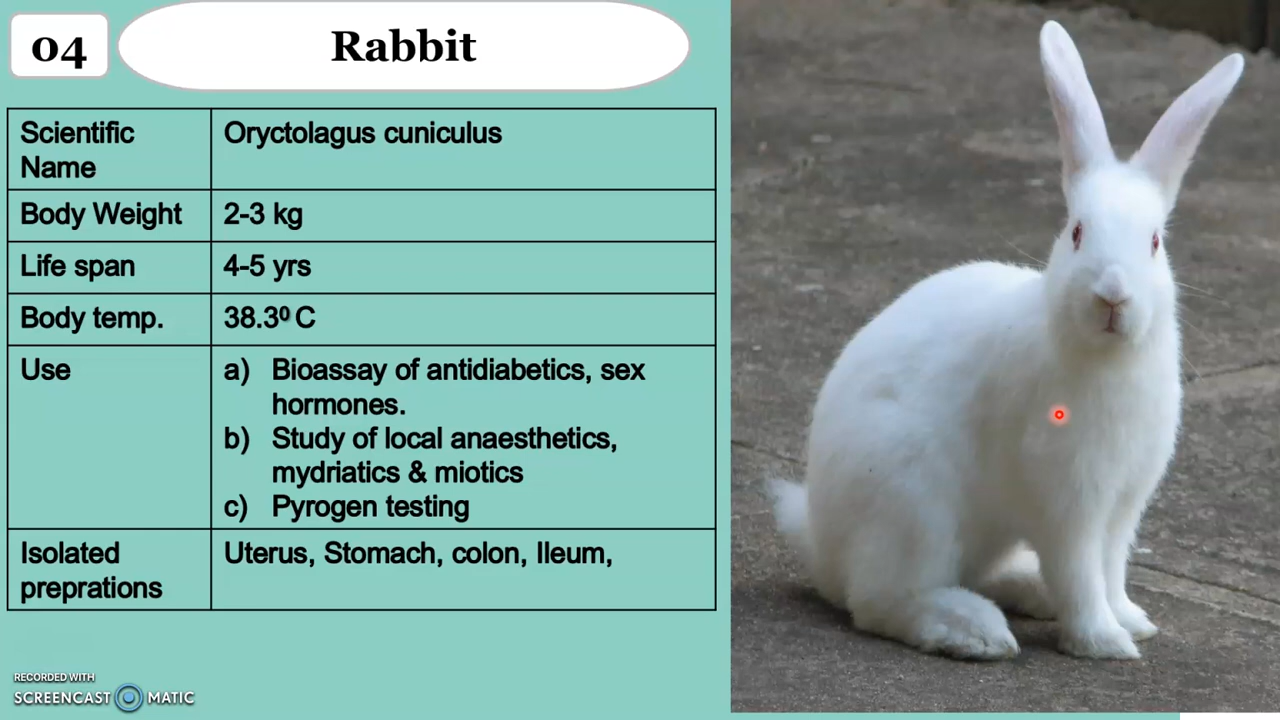 04
Rabbit
Scientific
Name
Oryctolagus cuniculus
Body Weight
2-3 kg
Life span
4-5 yrs
Body temp.
38.3⁰ C
Use
a) Bioassay of antidiabetics, sex
hormones.
b) Study of local anaesthetics,
mydriatics & miotics
c) Pyrogen testing
Isolated
preprations
Uterus, Stomach, colon, Ileum,
RECORDED WITH
SCREENCAST MATIC